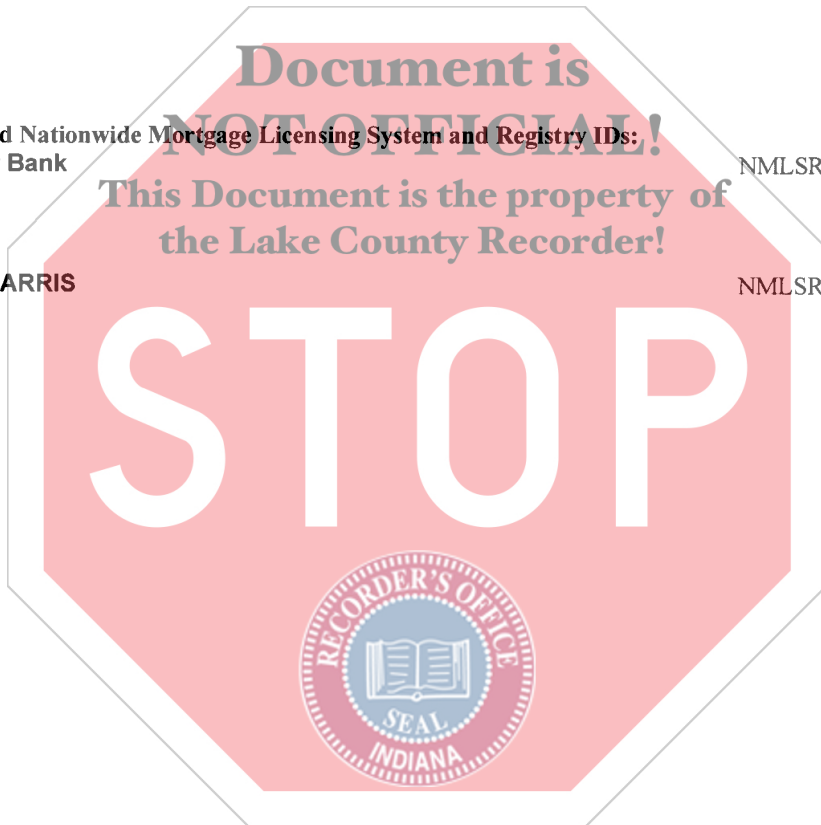 Document is
NOT OFFICIAL!
d Nationwide Mortgage Licensing System and Registry IDs:
Bank
NMLSR
This Document is the property of
the Lake County Recorder!
ARRIS
NMLSR
STOP
RECORDER'S OFFICE
SEAL
INDIANA